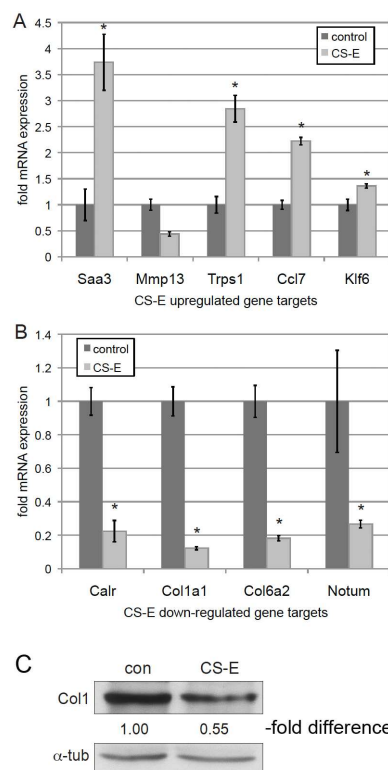 A
fold mRNA expression
4.5
4
3.5
3
2.5
2
1.5
1
0.5
0
control
CS-E
*
*
*
*
Saa3 Mmp13 Trps1 Ccl7 Klf6
CS-E upregulated gene targets
B
fold mRNA expression
1.4
1.2
1
0.8
0.6
0.4
0.2
0
control
CS-E
*
*
*
*
Calr Col1a1 Col6a2 Notum
CS-E down-regulated gene targets
C
con CS-E
Col1
1.00 0.55 -fold difference
α-tub